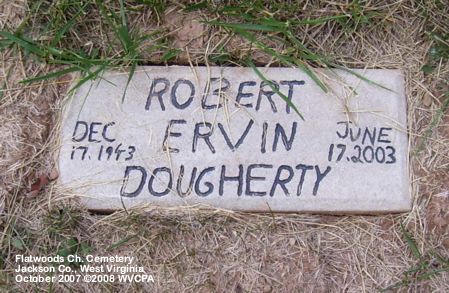 ROBERT
DEC ERVIN JUNE
17.1943 17.2003
DOUGHERTY
Flatwoods Ch. Cemetery
Jackson Co., West Virginia
October 2007 ©2008 WVCPA